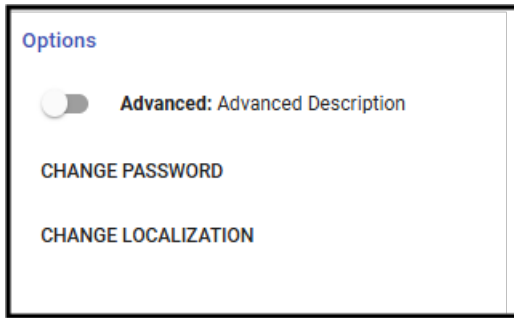 Options
Advanced: Advanced Description
CHANGE PASSWORD
CHANGE LOCALIZATION